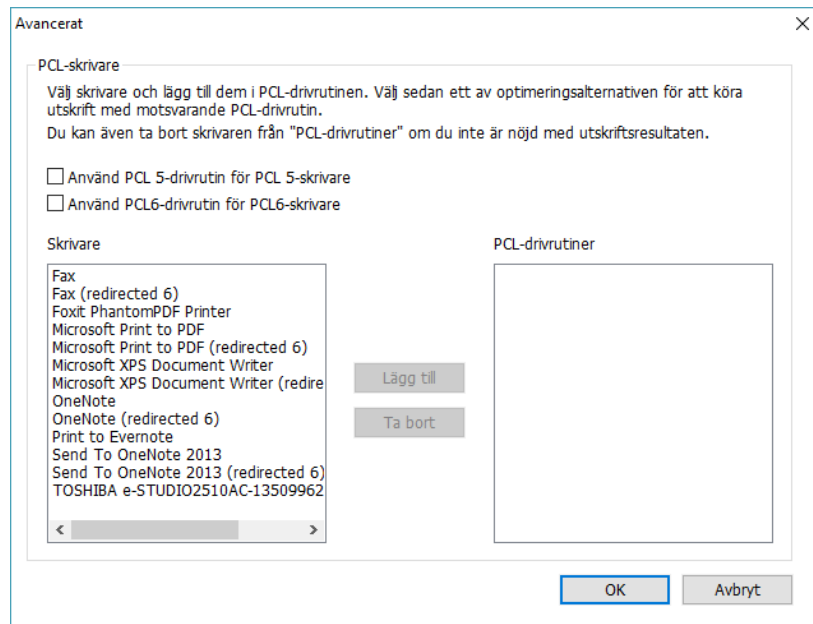 Avancerat
PCL-skrivare
Välj skrivare och lägg till dem i PCL-drivrutinen. Välj sedan ett av optimeringsalternativen för att köra
utskrift med motsvarande PCL-drivrutin.
Du kan även ta bort skrivaren från "PCL-drivrutiner" om du inte är nöjd med utskriftsresultaten.
Använd PCL 5-drivrutin för PCL 5-skrivare
Använd PCL6-drivrutin för PCL6-skrivare
Skrivare
PCL-drivrutiner
Fax
Fax (redirected 6)
Foxit PhantomPDF Printer
Microsoft Print to PDF
Microsoft Print to PDF (redirected 6)
Microsoft XPS Document Writer
Microsoft XPS Document Writer (redire
OneNote
OneNote (redirected 6)
Print to Evernote
Send To OneNote 2013
Send To OneNote 2013 (redirected 6)
TOSHIBA e-STUDIO2510AC-13509962
Lägg till
Ta bort
OK
Avbryt